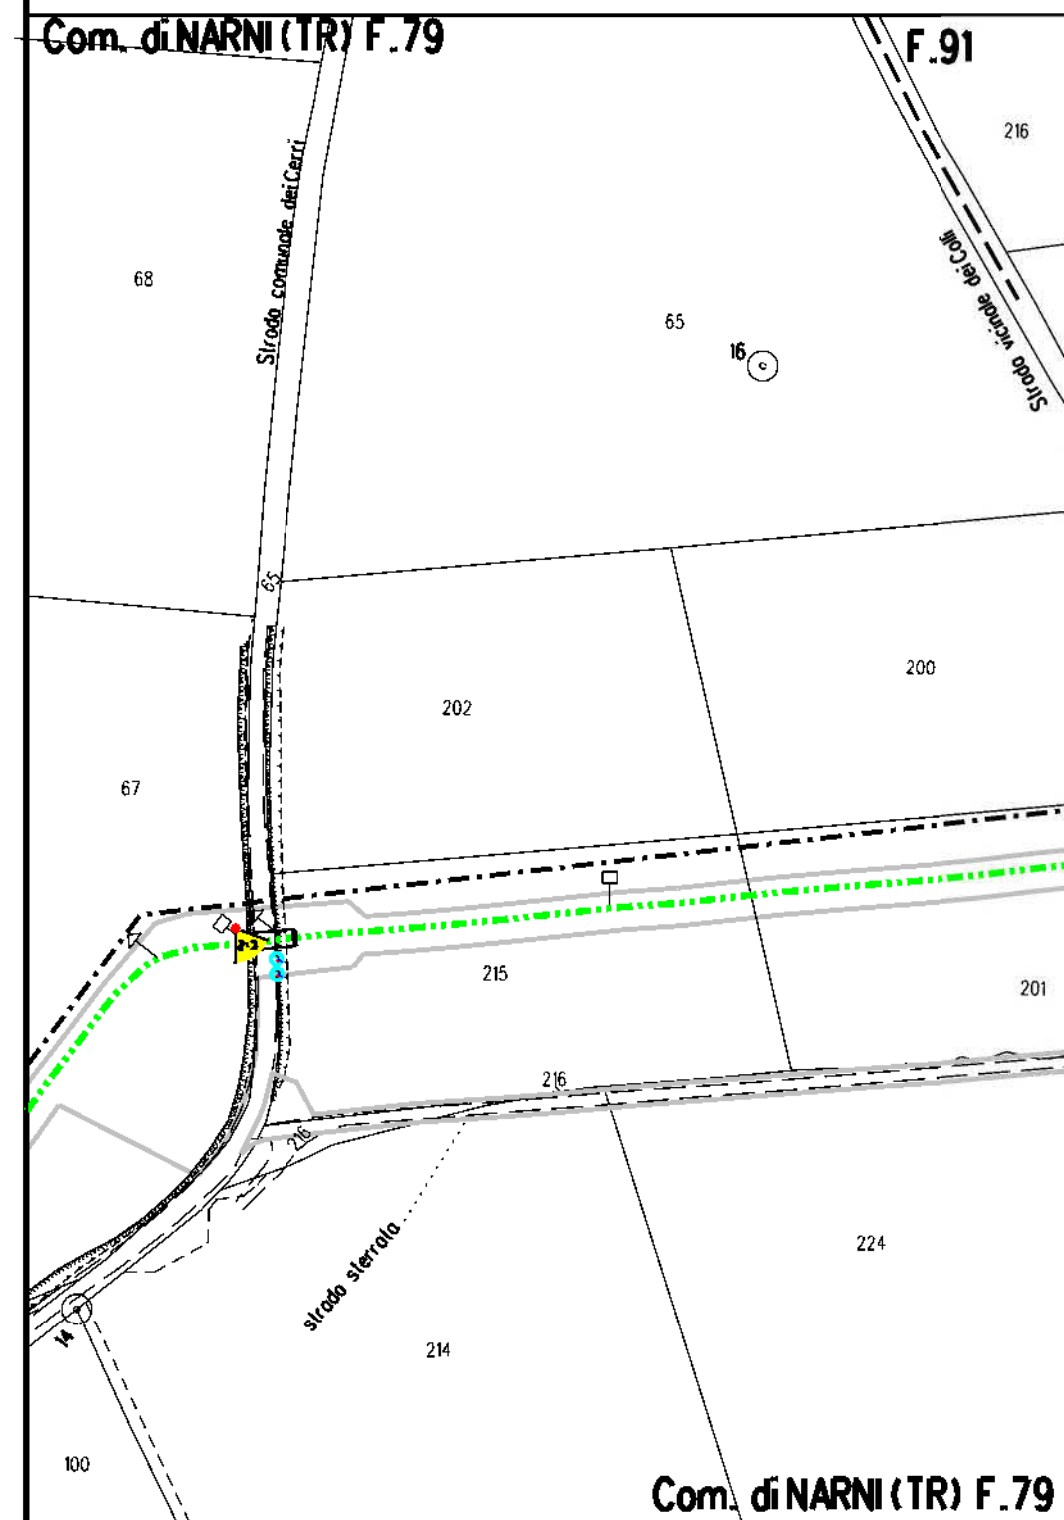 Com. di NARNI (TR) F.79
F.91
216
Strada comunale dei Cerri
68
Strada vicinale dei Colli
65
16
65
200
202
67
215
201
216
216
224
strada sterrata
14
214
100
Com. di NARNI (TR) F.79